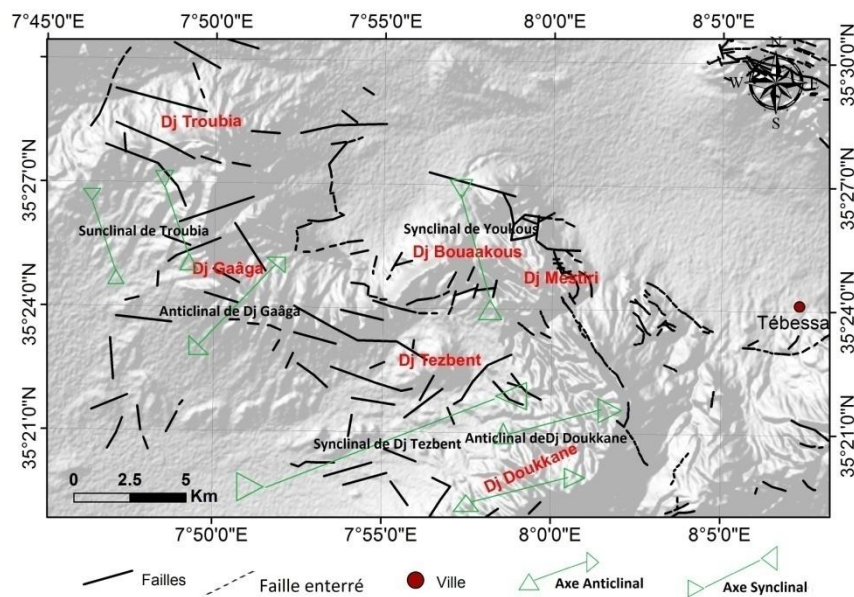 7°45'0"E 7°50'0"E 7°55'0"E 8°0'0"E 8°5'0"E
N
W
S
35°30'0"N
Dj Troubia
35°27'0"N
35°27'0"N
Sunclinal de Troubia
Synclinal de Youkous
Dj Bouaakous
Dj Gaâga
Dj Mestiri
35°24'0"N
35°24'0"N
Anticlinal de Dj Gaâga
Tébessa
Dj Tezbent
35°21'0"N
35°21'0"N
Synclinal de Dj Tezbent
Anticlinal deDj Doukkane
Dj Doukkane
0 2.5 5
Km
7°50'0"E 7°55'0"E 8°0'0"E 8°5'0"E
Failles
Faille enterré
Ville
Axe Anticlinal
Axe Synclinal